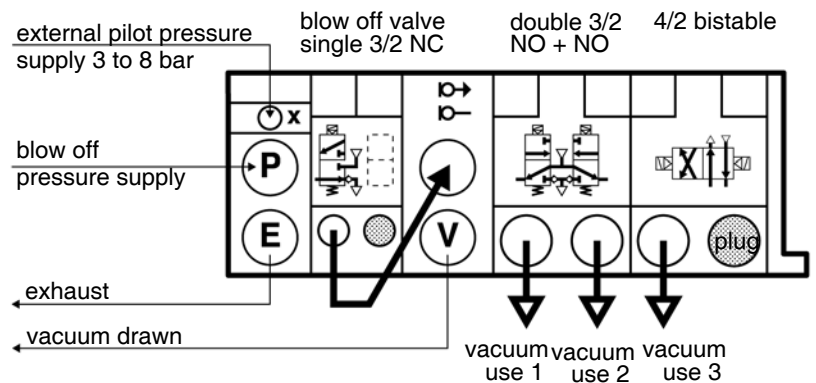 external pilot pressure
supply 3 to 8 bar
blow off valve
single 3/2 NC
double 3/2
NO + NO
4/2 bistable
x
blow off
pressure supply
P
E
V
plug
exhaust
vacuum drawn
vacuum
use 1
vacuum
use 2
vacuum
use 3